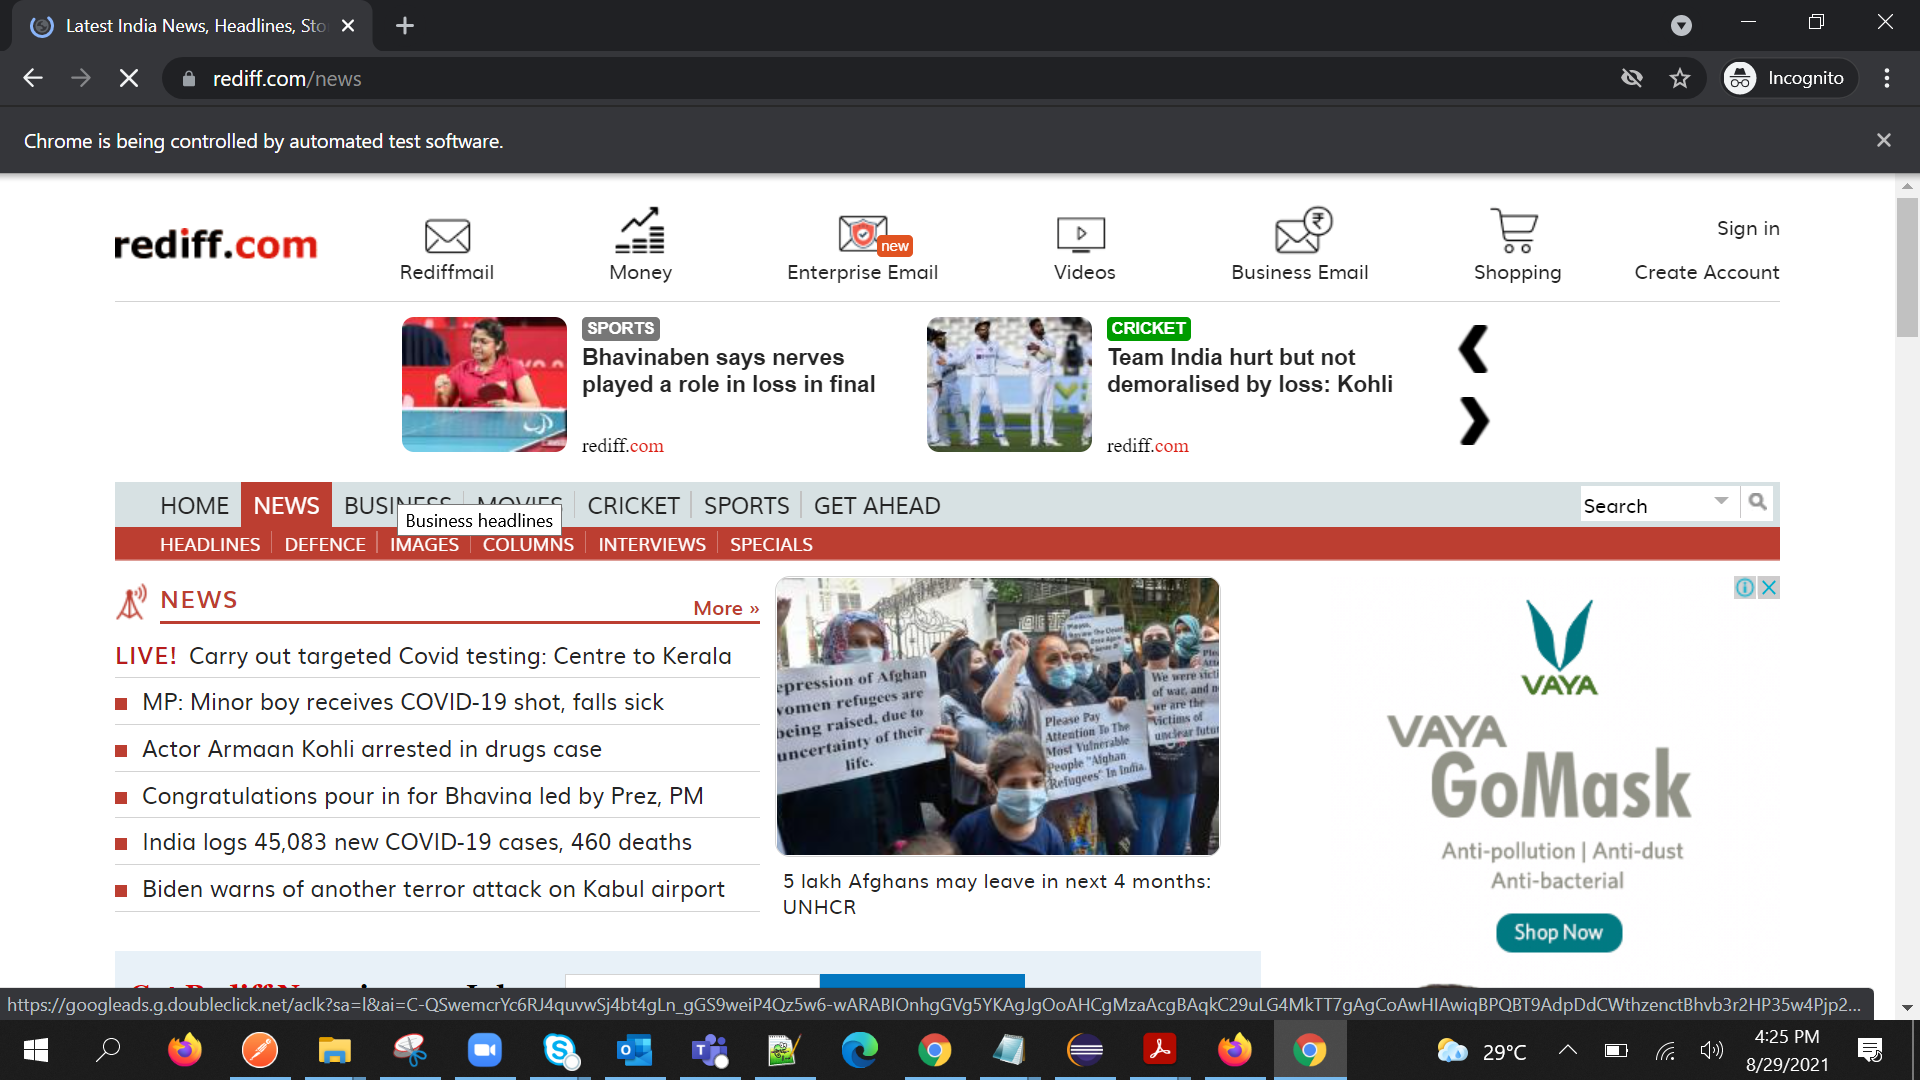 Latest India News, Headlines, Sto
rediff.com/news
Incognito
Chrome is being controlled by automated test software.
rediff.com
Rediffmail
Money
new
Enterprise Email
Videos
Business Email
Shopping
Sign in
Create Account
SPORTS
Bhavinaben says nerves
played a role in loss in final
rediff.com
CRICKET
Team India hurt but not
demoralised by loss: Kohli
rediff.com
HOME NEWS BUSINESS MOVIES CRICKET SPORTS GET AHEAD
Search
Business headlines
HEADLINES DEFENCE IMAGES COLUMNS INTERVIEWS SPECIALS
NEWS
More »
LIVE! Carry out targeted Covid testing: Centre to Kerala
MP: Minor boy receives COVID-19 shot, falls sick
Actor Armaan Kohli arrested in drugs case
Congratulations pour in for Bhavina led by Prez, PM
India logs 45,083 new COVID-19 cases, 460 deaths
Biden warns of another terror attack on Kabul airport
pression of Afghan
women refugees are
being raised, due to
uncertainty of their
life.
Please Pay
Attention To The
Most Vulnerable
People "Afghan
Refugees" In India.
We were victi
of war, and n
we are the
victims of
unclear futur
5 lakh Afghans may leave in next 4 months:
UNHCR
VAYA
VAYA
GoMask
Anti-pollution | Anti-dust
Anti-bacterial
Shop Now
https://googleads.g.doubleclick.net/aclk?sa=l&ai=C-QSwemcrYc6RJ4quvwSj4bt4gLn_gGS9weiP4Qz5w6-wARABIOnhgGVg5YKAgJgOoAHCgMzaAcgBAqkC29uLG4MkTT7gAgCoAwHIAwiqBPQBT9AdpDdCWthzenctBhvb3r2HP35w4Pjp2...
29°C
4:25 PM
8/29/2021